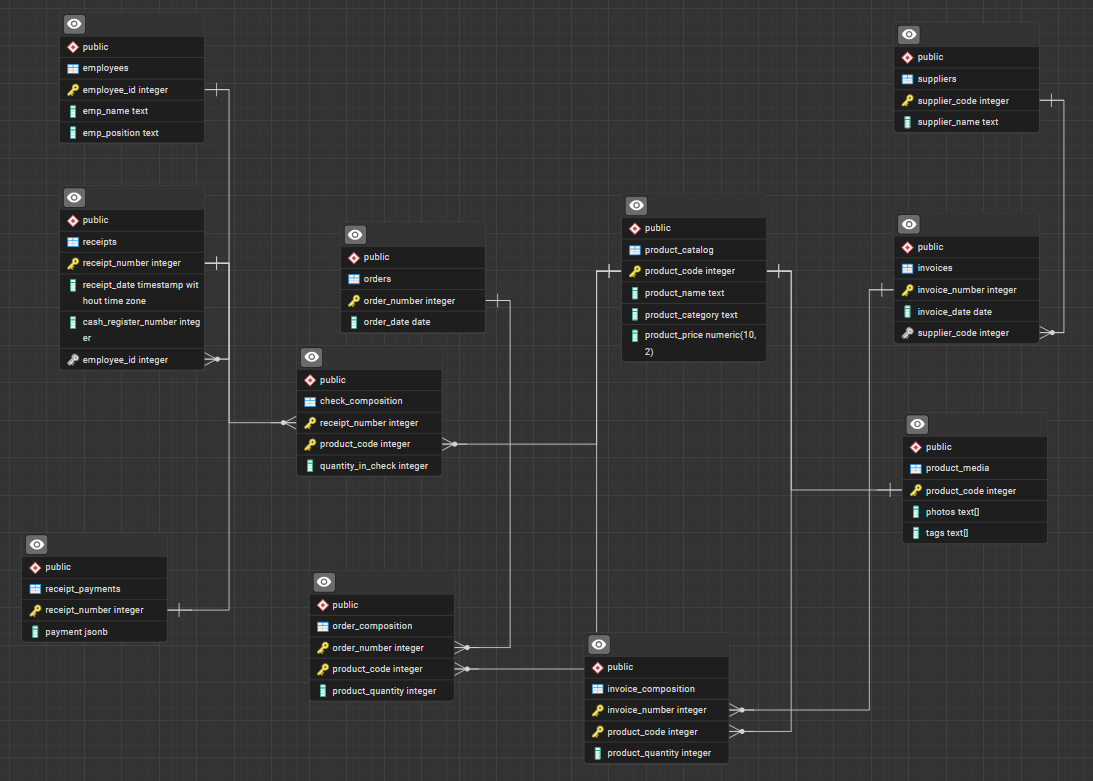 public
employees
employee_id integer
emp_name text
emp_position text
public
suppliers
supplier_code integer
supplier_name text
public
receipts
receipt_number integer
receipt_date timestamp wit
hout time zone
cash_register_number integ
er
employee_id integer
public
orders
order_number integer
order_date date
public
product_catalog
product_code integer
product_name text
product_category text
product_price numeric(10,
2)
public
invoices
invoice_number integer
invoice_date date
supplier_code integer
public
check_composition
receipt_number integer
product_code integer
quantity_in_check integer
public
product_media
product_code integer
photos text[]
tags text[]
public
receipt_payments
receipt_number integer
payment jsonb
public
order_composition
order_number integer
product_code integer
product_quantity integer
public
invoice_composition
invoice_number integer
product_code integer
product_quantity integer